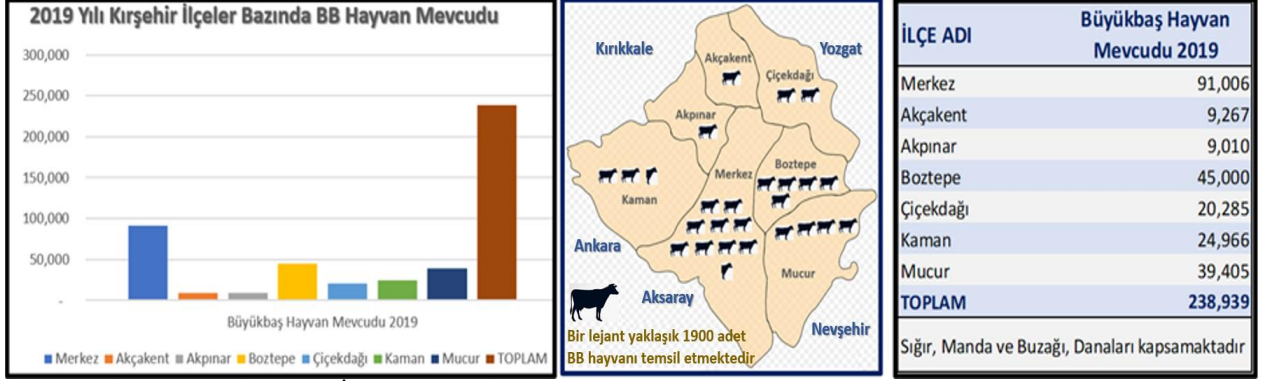 2019 Yılı Kırşehir İlçeler Bazında BB Hayvan Mevcudu
300,000
250,000
200,000
150,000
100,000
50,000
-
Büyükbaş Hayvan Mevcudu 2019
Merkez Akçakent Akpınar Boztepe Çiçekdağı Kaman Mucur TOPLAM
Kırıkkale
Yozgat
Akçakent
Çiçekdağı
Akpınar
Boztepe
Merkez
Kaman
Ankara
Mucur
Aksaray
Nevşehir
Bir lejant yaklaşık 1900 adet
BB hayvanı temsil etmektedir
İLÇE ADI Büyükbaş Hayvan
Mevcudu 2019
Merkez 91,006
Akçakent 9,267
Akpınar 9,010
Boztepe 45,000
Çiçekdağı 20,285
Kaman 24,966
Mucur 39,405
TOPLAM 238,939
Sığır, Manda ve Buzağı, Danaları kapsamaktadır